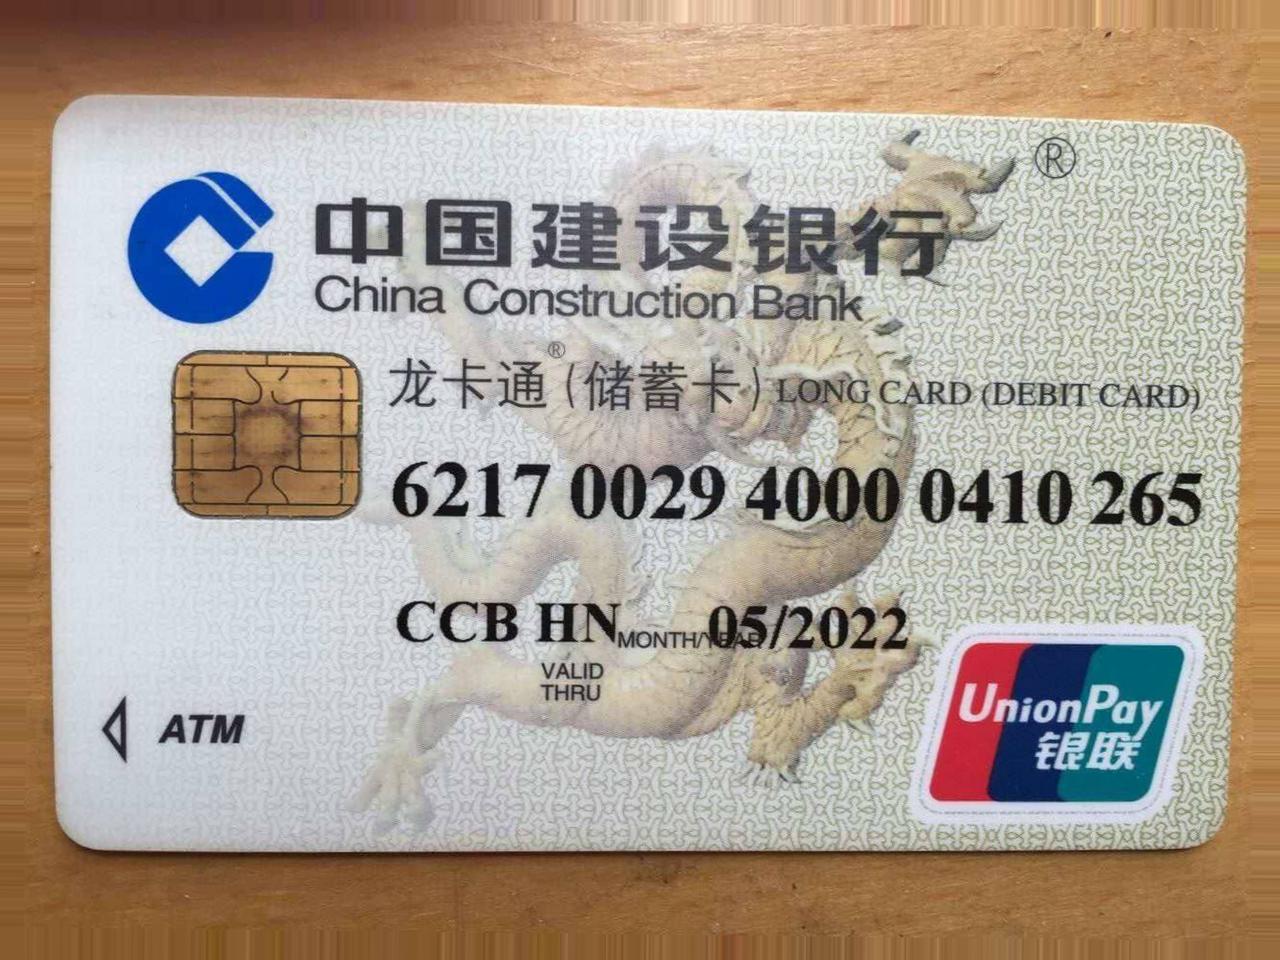 ®
中国建设银行
China Construction Bank
龙卡通®(储蓄卡) LONG CARD (DEBIT CARD)
6217 0029 4000 0410 265
CCB HN MONTH/YEAR 05/2022
VALID
THRU
ATM
UnionPay
银联